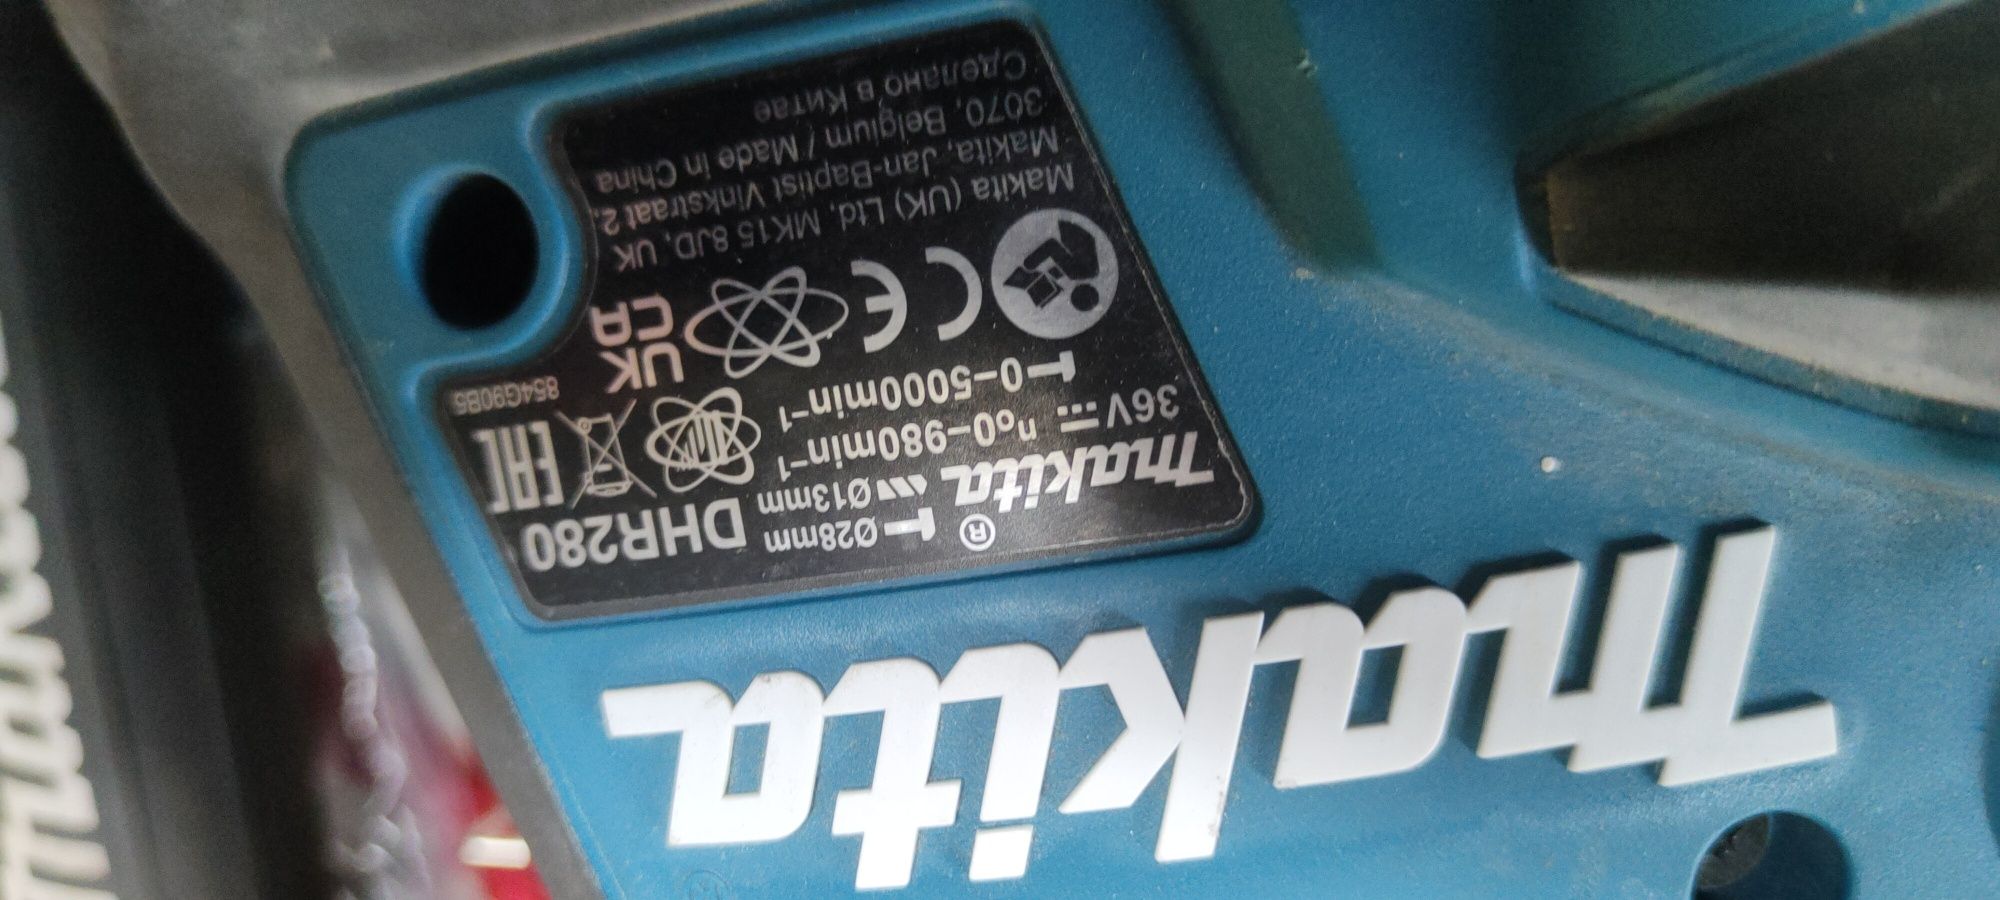 makita
makita® Ø28mm DHR280
Ø13mm
36V n₀0–980min⁻¹
0–5000min⁻¹
EAC
854G90B5
CE
UK
CA
Makita (UK) Ltd. MK15 8JD, UK
Makita, Jan-Baptist Vinkstraat 2,
3070, Belgium / Made in China
Сделано в Китае